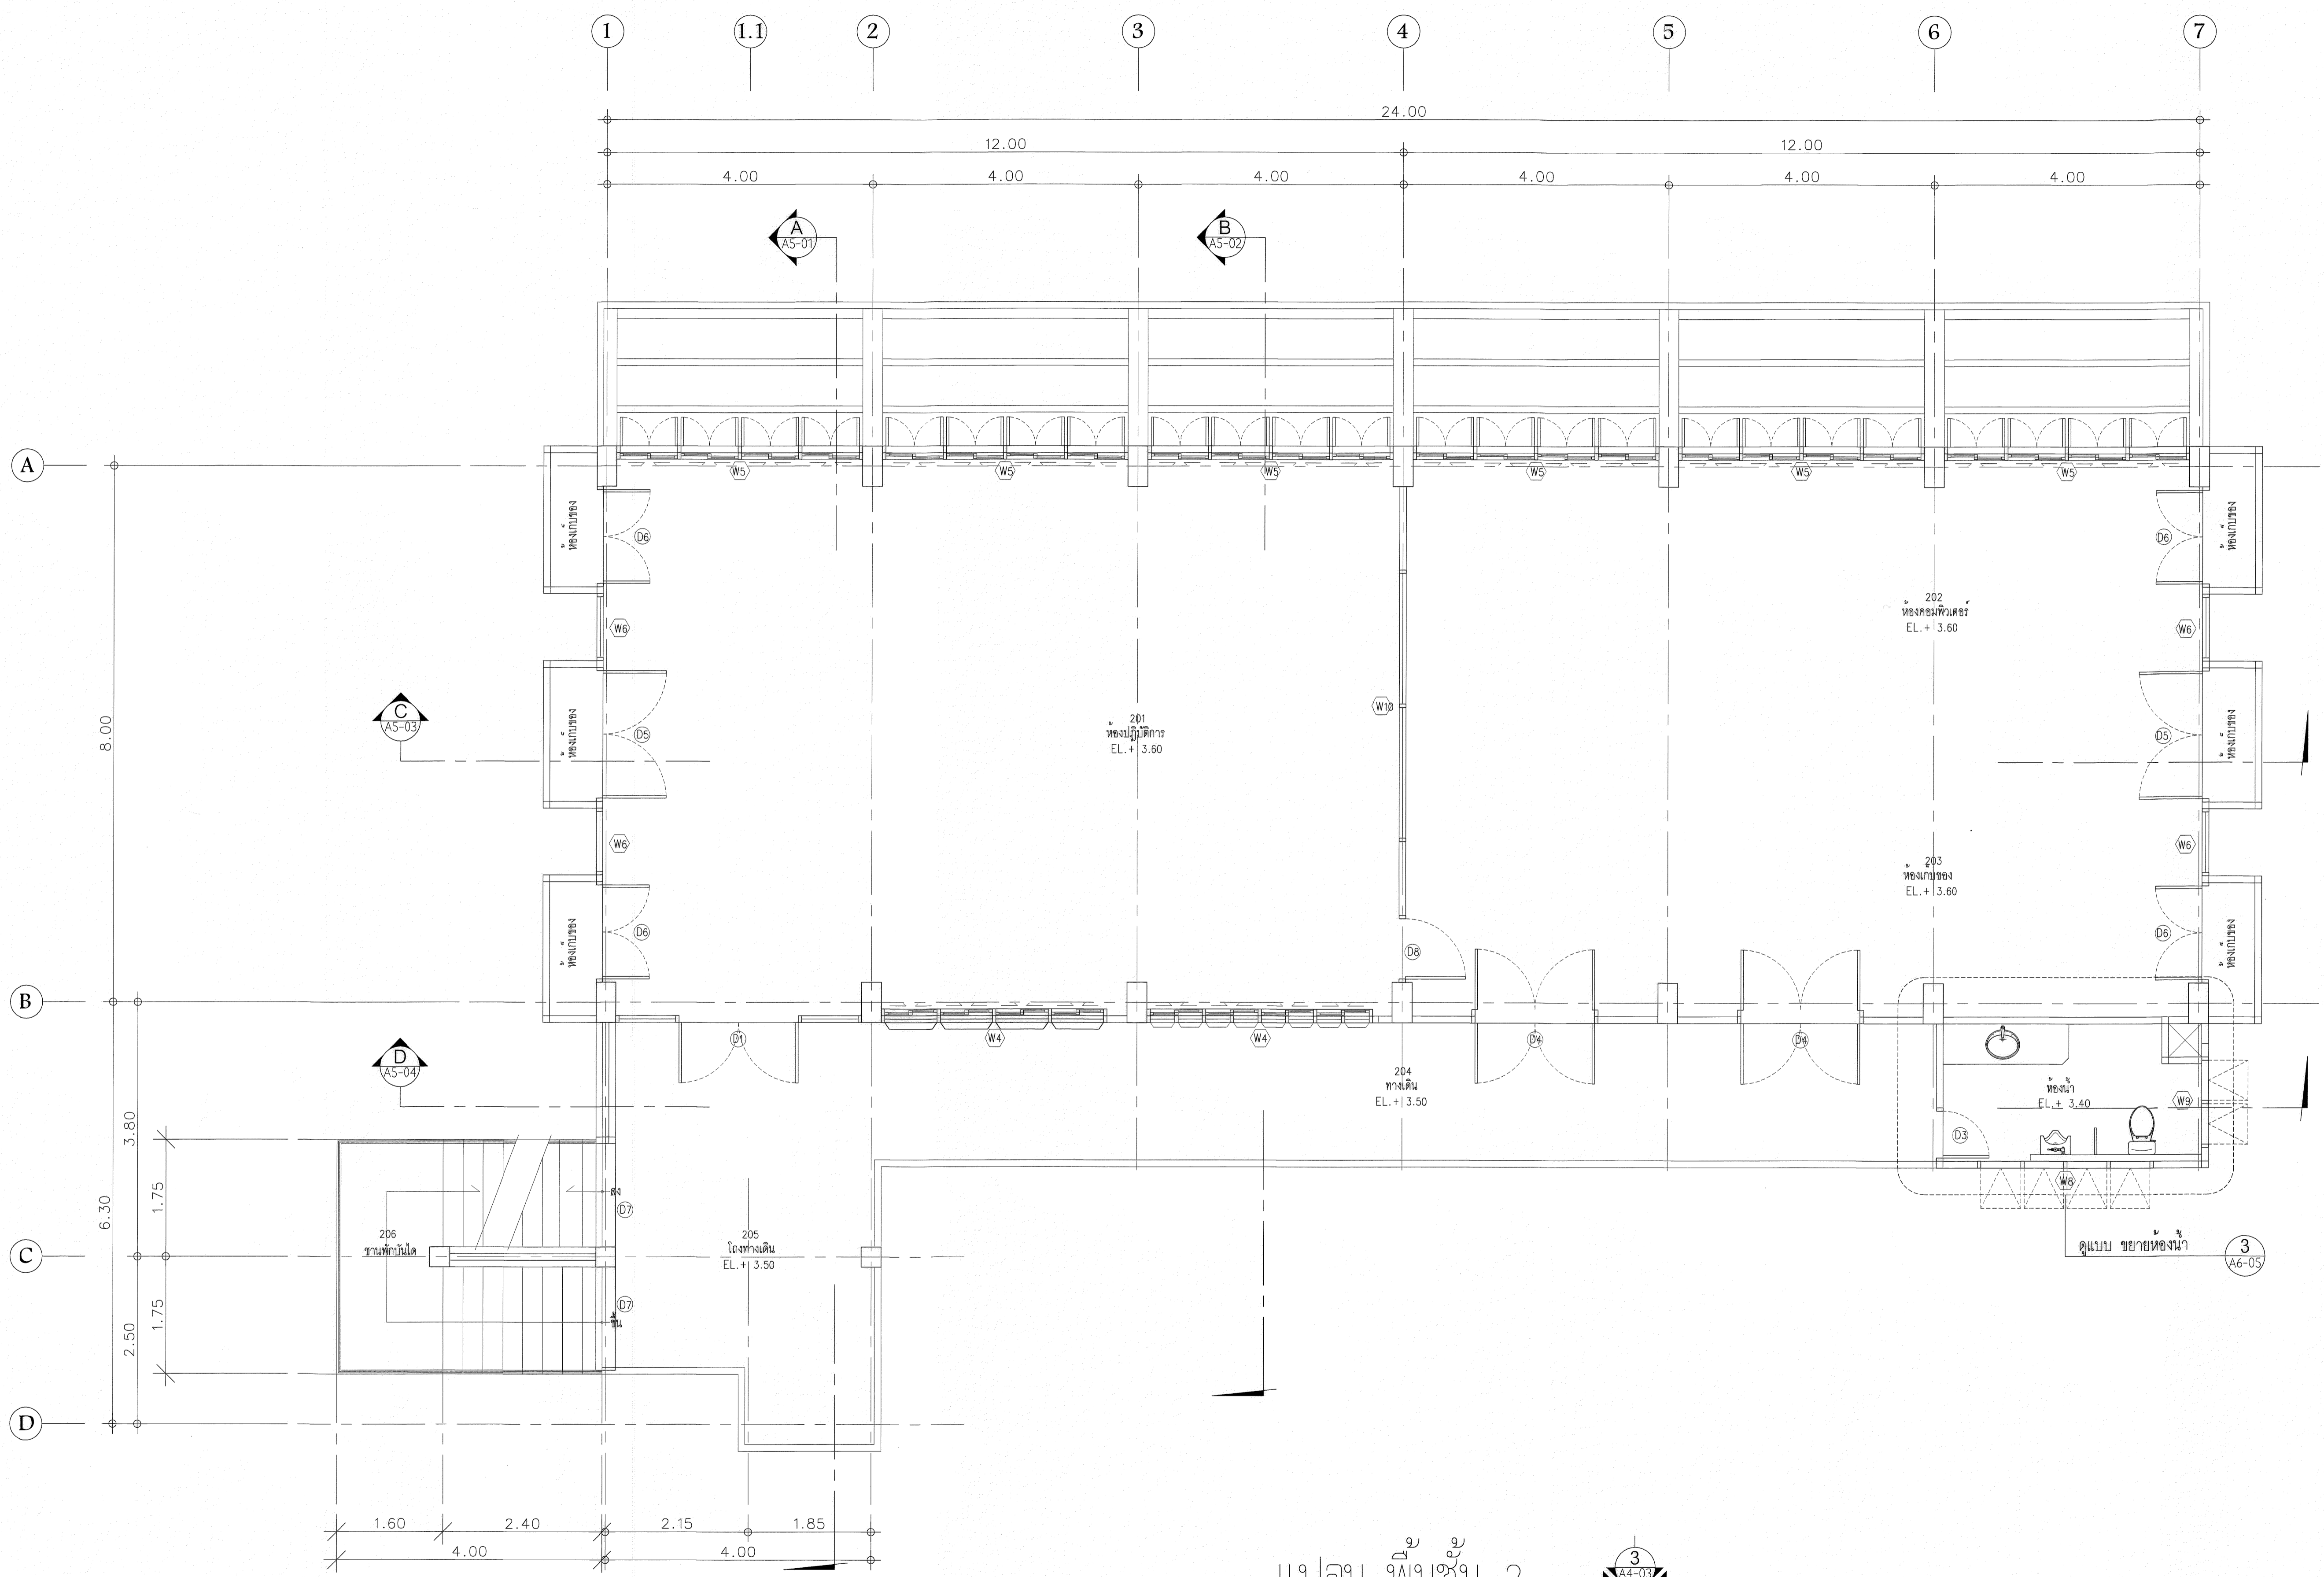 1
1.1
2
3
4
5
6
7
24.00
12.00
12.00
4.00
4.00
4.00
4.00
4.00
4.00
A
A5-01
B
A5-02
A
W5
W5
W5
W5
W5
W5
ห้องเก็บของ
D6
D6
ห้องเก็บของ
202
ห้องคอมพิวเตอร์
EL.+ 3.60
W6
W6
8.00
C
A5-03
ห้องเก็บของ
D5
201
ห้องปฏิบัติการ
EL.+ 3.60
W10
D5
ห้องเก็บของ
W6
W6
203
ห้องเก็บของ
EL.+ 3.60
ห้องเก็บของ
D6
D8
D6
ห้องเก็บของ
B
D1
W4
W4
D4
D4
D
A5-04
204
ทางเดิน
EL.+ 3.50
ห้องน้ำ
EL.+ 3.40
W9
D3
W8
3.80
6.30
1.75
ลง
D7
206
ชานพักบันได
205
โถงทางเดิน
EL.+ 3.50
ดูแบบ ขยายห้องน้ำ
3
A6-05
C
1.75
2.50
D7
ขึ้น
D
1.60
2.40
2.15
1.85
4.00
4.00
แปลน พื้นชั้น 2
3
A4-03